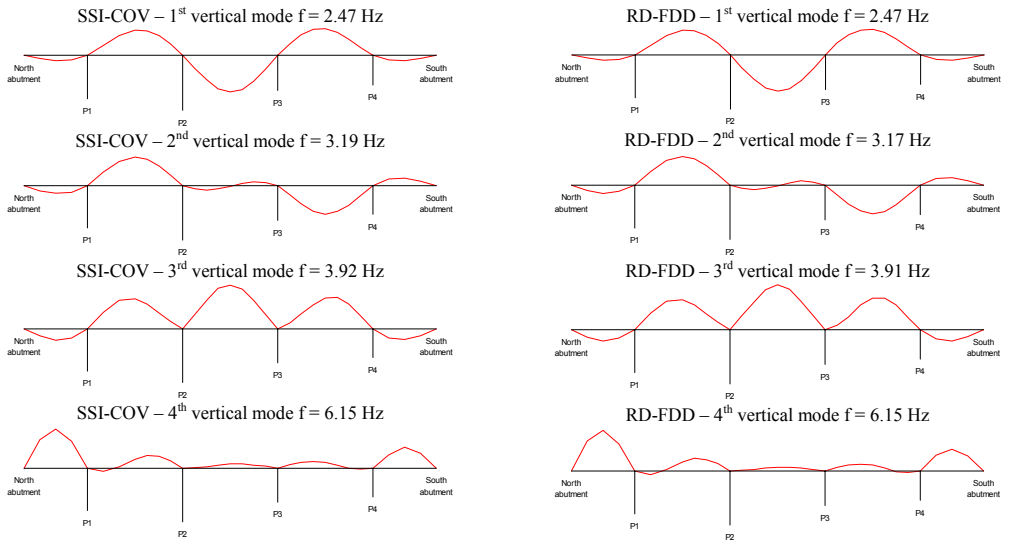 SSI-COV – 1st vertical mode f = 2.47 Hz
North abutment
P1
P2
P3
P4
South abutment
RD-FDD – 1st vertical mode f = 2.47 Hz
North abutment
P1
P2
P3
P4
South abutment
SSI-COV – 2nd vertical mode f = 3.19 Hz
North abutment
P1
P2
P3
P4
South abutment
RD-FDD – 2nd vertical mode f = 3.17 Hz
North abutment
P1
P2
P3
P4
South abutment
SSI-COV – 3rd vertical mode f = 3.92 Hz
North abutment
P1
P2
P3
P4
South abutment
RD-FDD – 3rd vertical mode f = 3.91 Hz
North abutment
P1
P2
P3
P4
South abutment
SSI-COV – 4th vertical mode f = 6.15 Hz
North abutment
P1
P2
P3
P4
South abutment
RD-FDD – 4th vertical mode f = 6.15 Hz
North abutment
P1
P2
P3
P4
South abutment